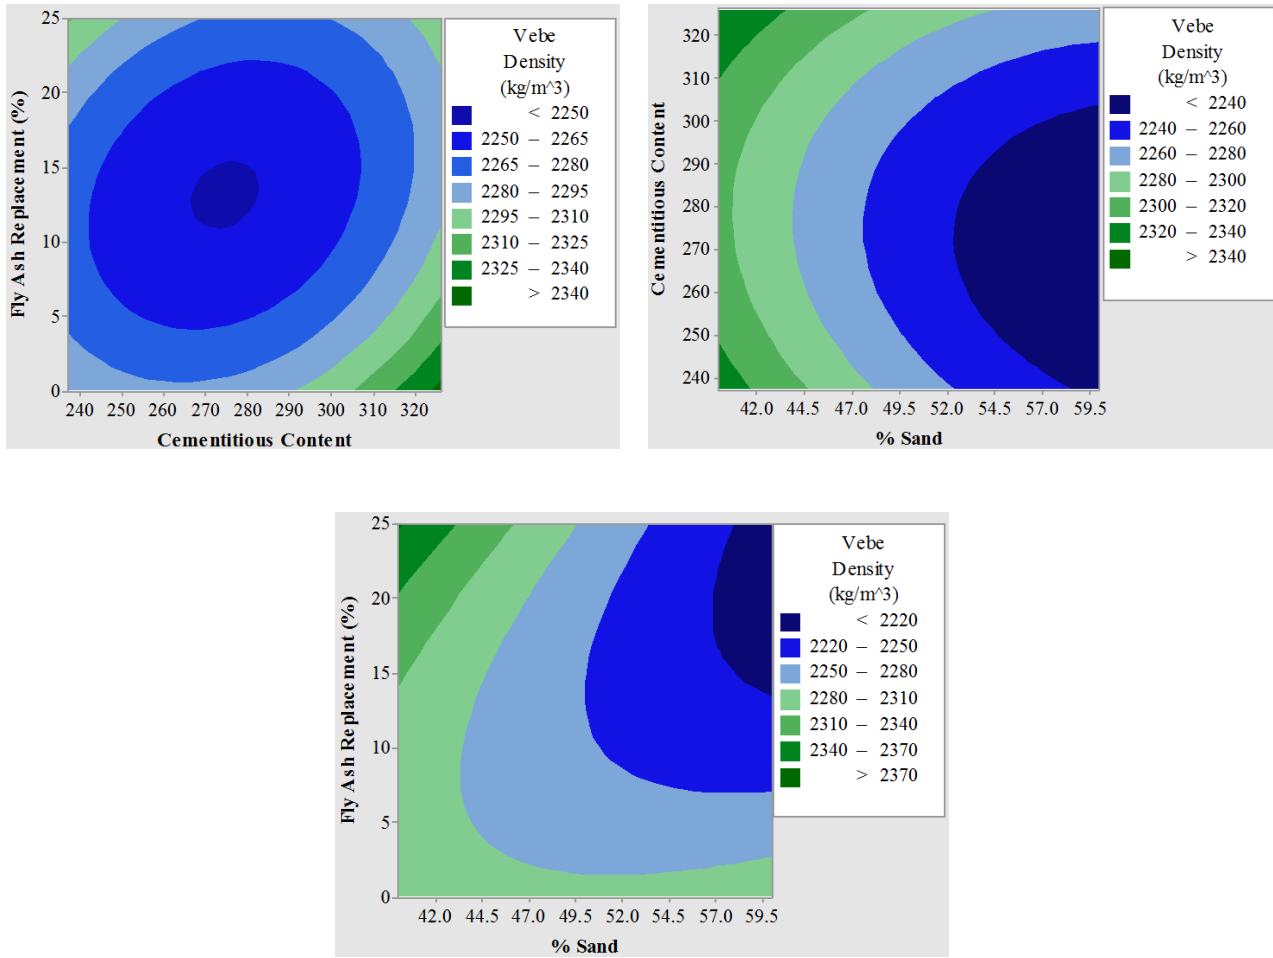 Vebe
Density
(kg/m^3)
< 2250
2250 – 2265
2265 – 2280
2280 – 2295
2295 – 2310
2310 – 2325
2325 – 2340
> 2340
Fly Ash Replacement (%)
25
20
15
10
5
0
240 250 260 270 280 290 300 310 320
Cementitious Content
Vebe
Density
(kg/m^3)
< 2240
2240 – 2260
2260 – 2280
2280 – 2300
2300 – 2320
2320 – 2340
> 2340
Cementitious Content
320
310
300
290
280
270
260
250
240
42.0 44.5 47.0 49.5 52.0 54.5 57.0 59.5
% Sand
Vebe
Density
(kg/m^3)
< 2220
2220 – 2250
2250 – 2280
2280 – 2310
2310 – 2340
2340 – 2370
> 2370
Fly Ash Replacement (%)
25
20
15
10
5
0
42.0 44.5 47.0 49.5 52.0 54.5 57.0 59.5
% Sand